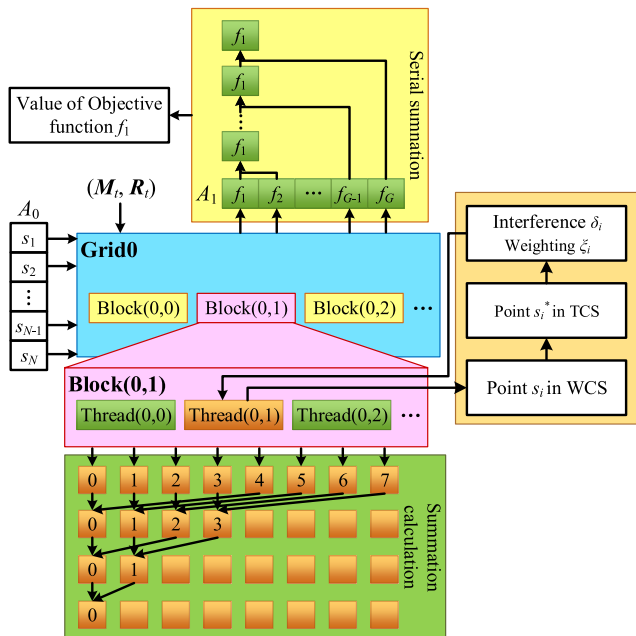 f1
f1
⋮
f1
Serial sumnation
Value of Objective
function f1
(Mt, Rt)
A1
f1 f2 ⋯ fG-1 fG
A0
s1
s2
⋮
sN-1
sN
Grid0
Block(0,0) Block(0,1) Block(0,2) ⋯
Interference δi
Weighting ξi
Point si* in TCS
Point si in WCS
Block(0,1)
Thread(0,0) Thread(0,1) Thread(0,2) ⋯
0 1 2 3 4 5 6 7
0 1 2 3
0 1
0
Summation
calculation